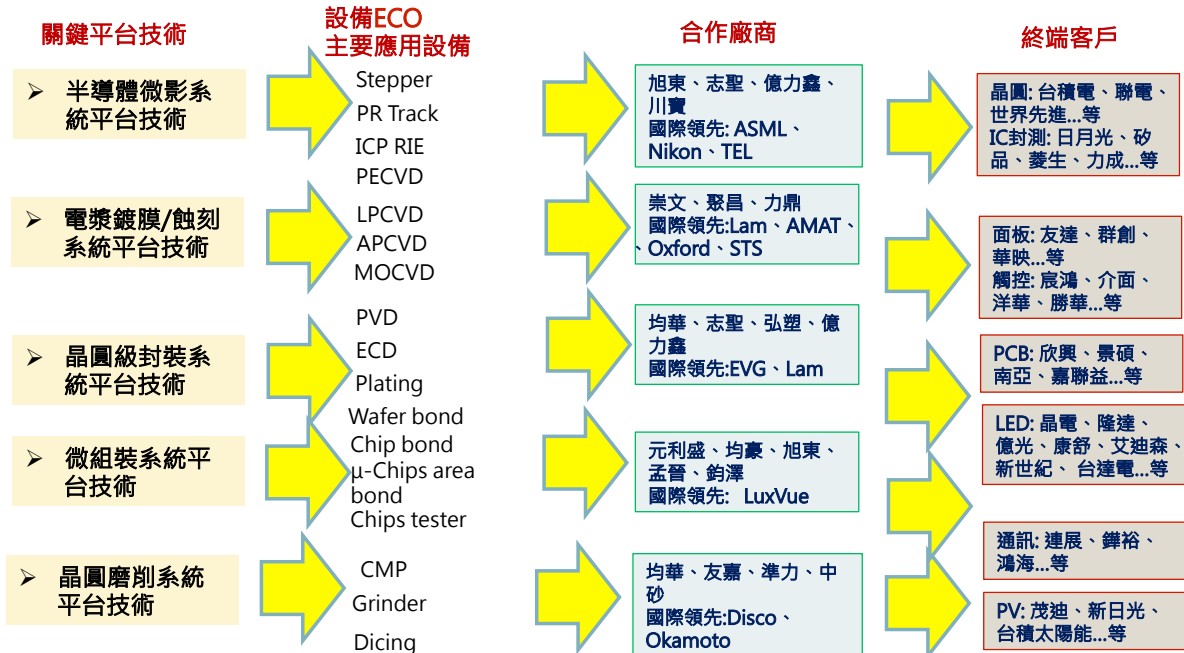 關鍵平台技術
設備ECO
主要應用設備
合作廠商
終端客戶
➢ 半導體微影系
統平台技術
➢ 電漿鍍膜/蝕刻
系統平台技術
➢ 晶圓級封裝系
統平台技術
➢ 微組裝系統平
台技術
➢ 晶圓磨削系統
平台技術
Stepper
PR Track
ICP RIE
PECVD
LPCVD
APCVD
MOCVD
PVD
ECD
Plating
Wafer bond
Chip bond
μ-Chips area
bond
Chips tester
CMP
Grinder
Dicing
旭東、志聖、億力鑫、
川寶
國際領先: ASML、
Nikon、TEL
崇文、聚昌、力鼎
國際領先:Lam、AMAT、
、Oxford、STS
均華、志聖、弘塑、億
力鑫
國際領先:EVG、Lam
元利盛、均豪、旭東、
孟晉、鈞澤
國際領先: LuxVue
均華、友嘉、準力、中
砂
國際領先:Disco、
Okamoto
晶圓: 台積電、聯電、
世界先進...等
IC封測: 日月光、矽
品、菱生、力成...等
面板: 友達、群創、
華映...等
觸控: 宸鴻、介面、
洋華、勝華...等
PCB: 欣興、景碩、
南亞、嘉聯益...等
LED: 晶電、隆達、
億光、康舒、艾迪森、
新世紀、 台達電...等
通訊: 連展、鏵裕、
鴻海...等
PV: 茂迪、新日光、
台積太陽能...等